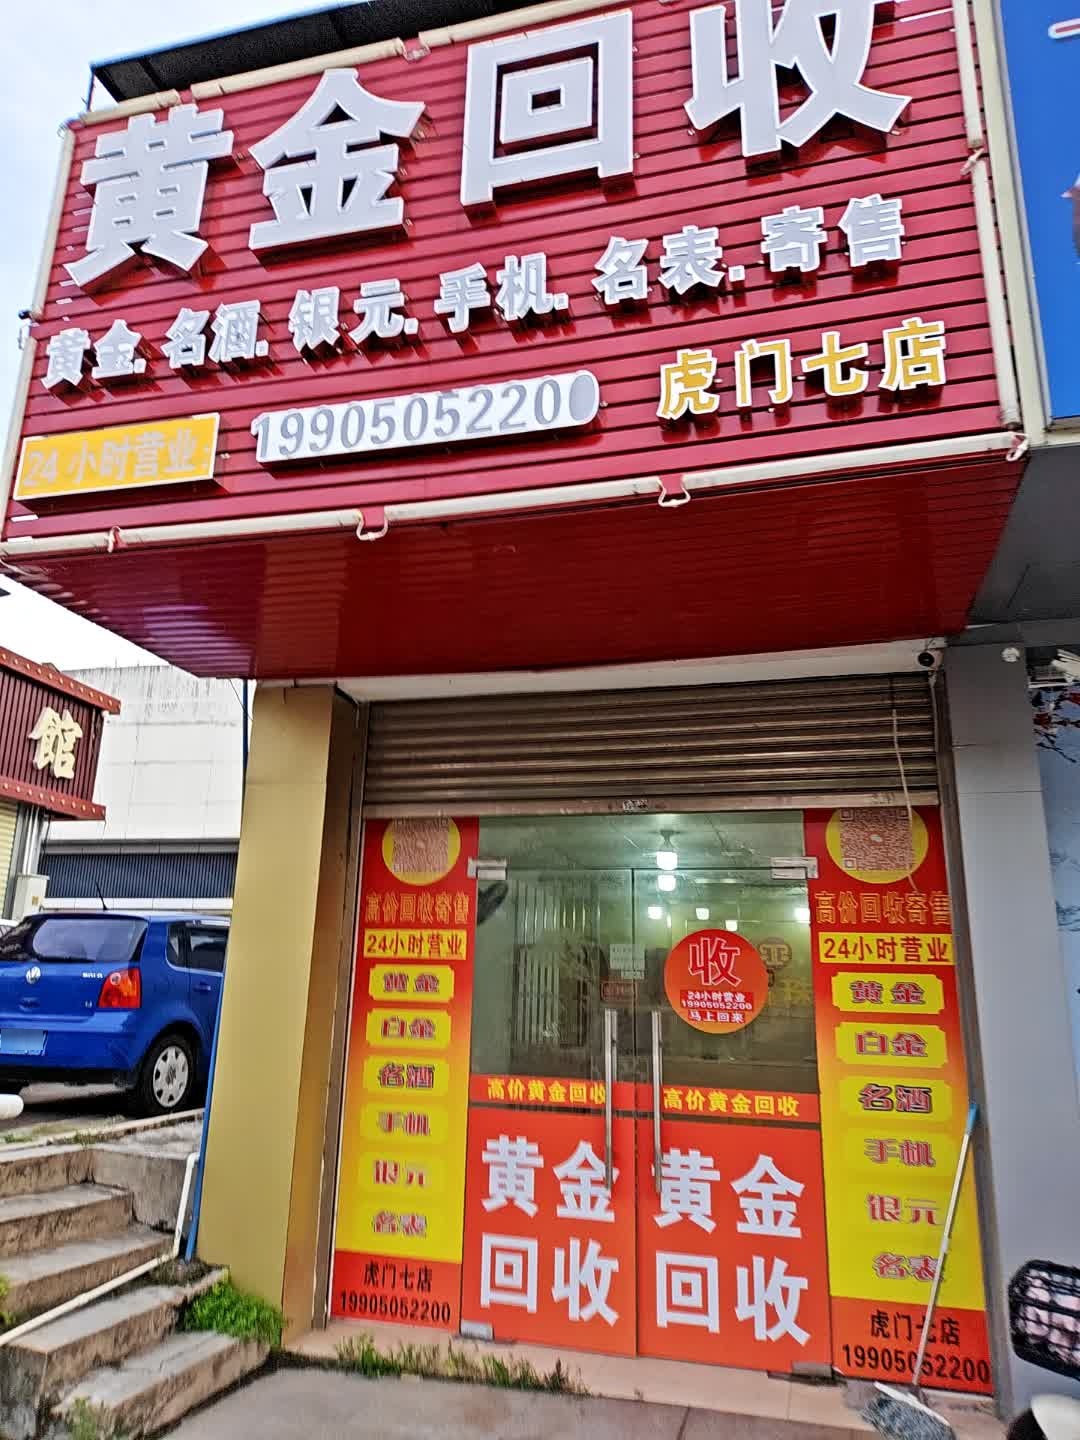 黄金回收
黄金.名酒.银元.手机.名表.寄售
24小时营业
19905052200
虎门七店
館
高价回收寄售
24小时营业
黄金
白金
名酒
手机
银元
名表
虎门七店
19905052200
收
24小时营业
19905052200
马上回来
高价黄金回收
高价黄金回收
黄金
回收
黄金
回收
高价回收寄售
24小时营业
黄金
白金
名酒
手机
银元
名表
虎门七店
19905052200